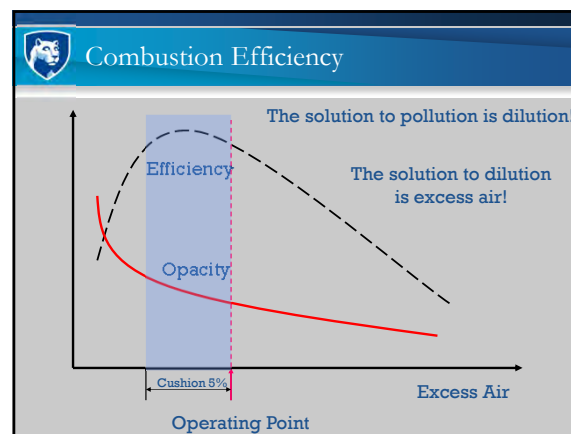 Combustion Efficiency
The solution to pollution is dilution!
The solution to dilution
is excess air!
Efficiency
Opacity
Cushion 5%
Excess Air
Operating Point